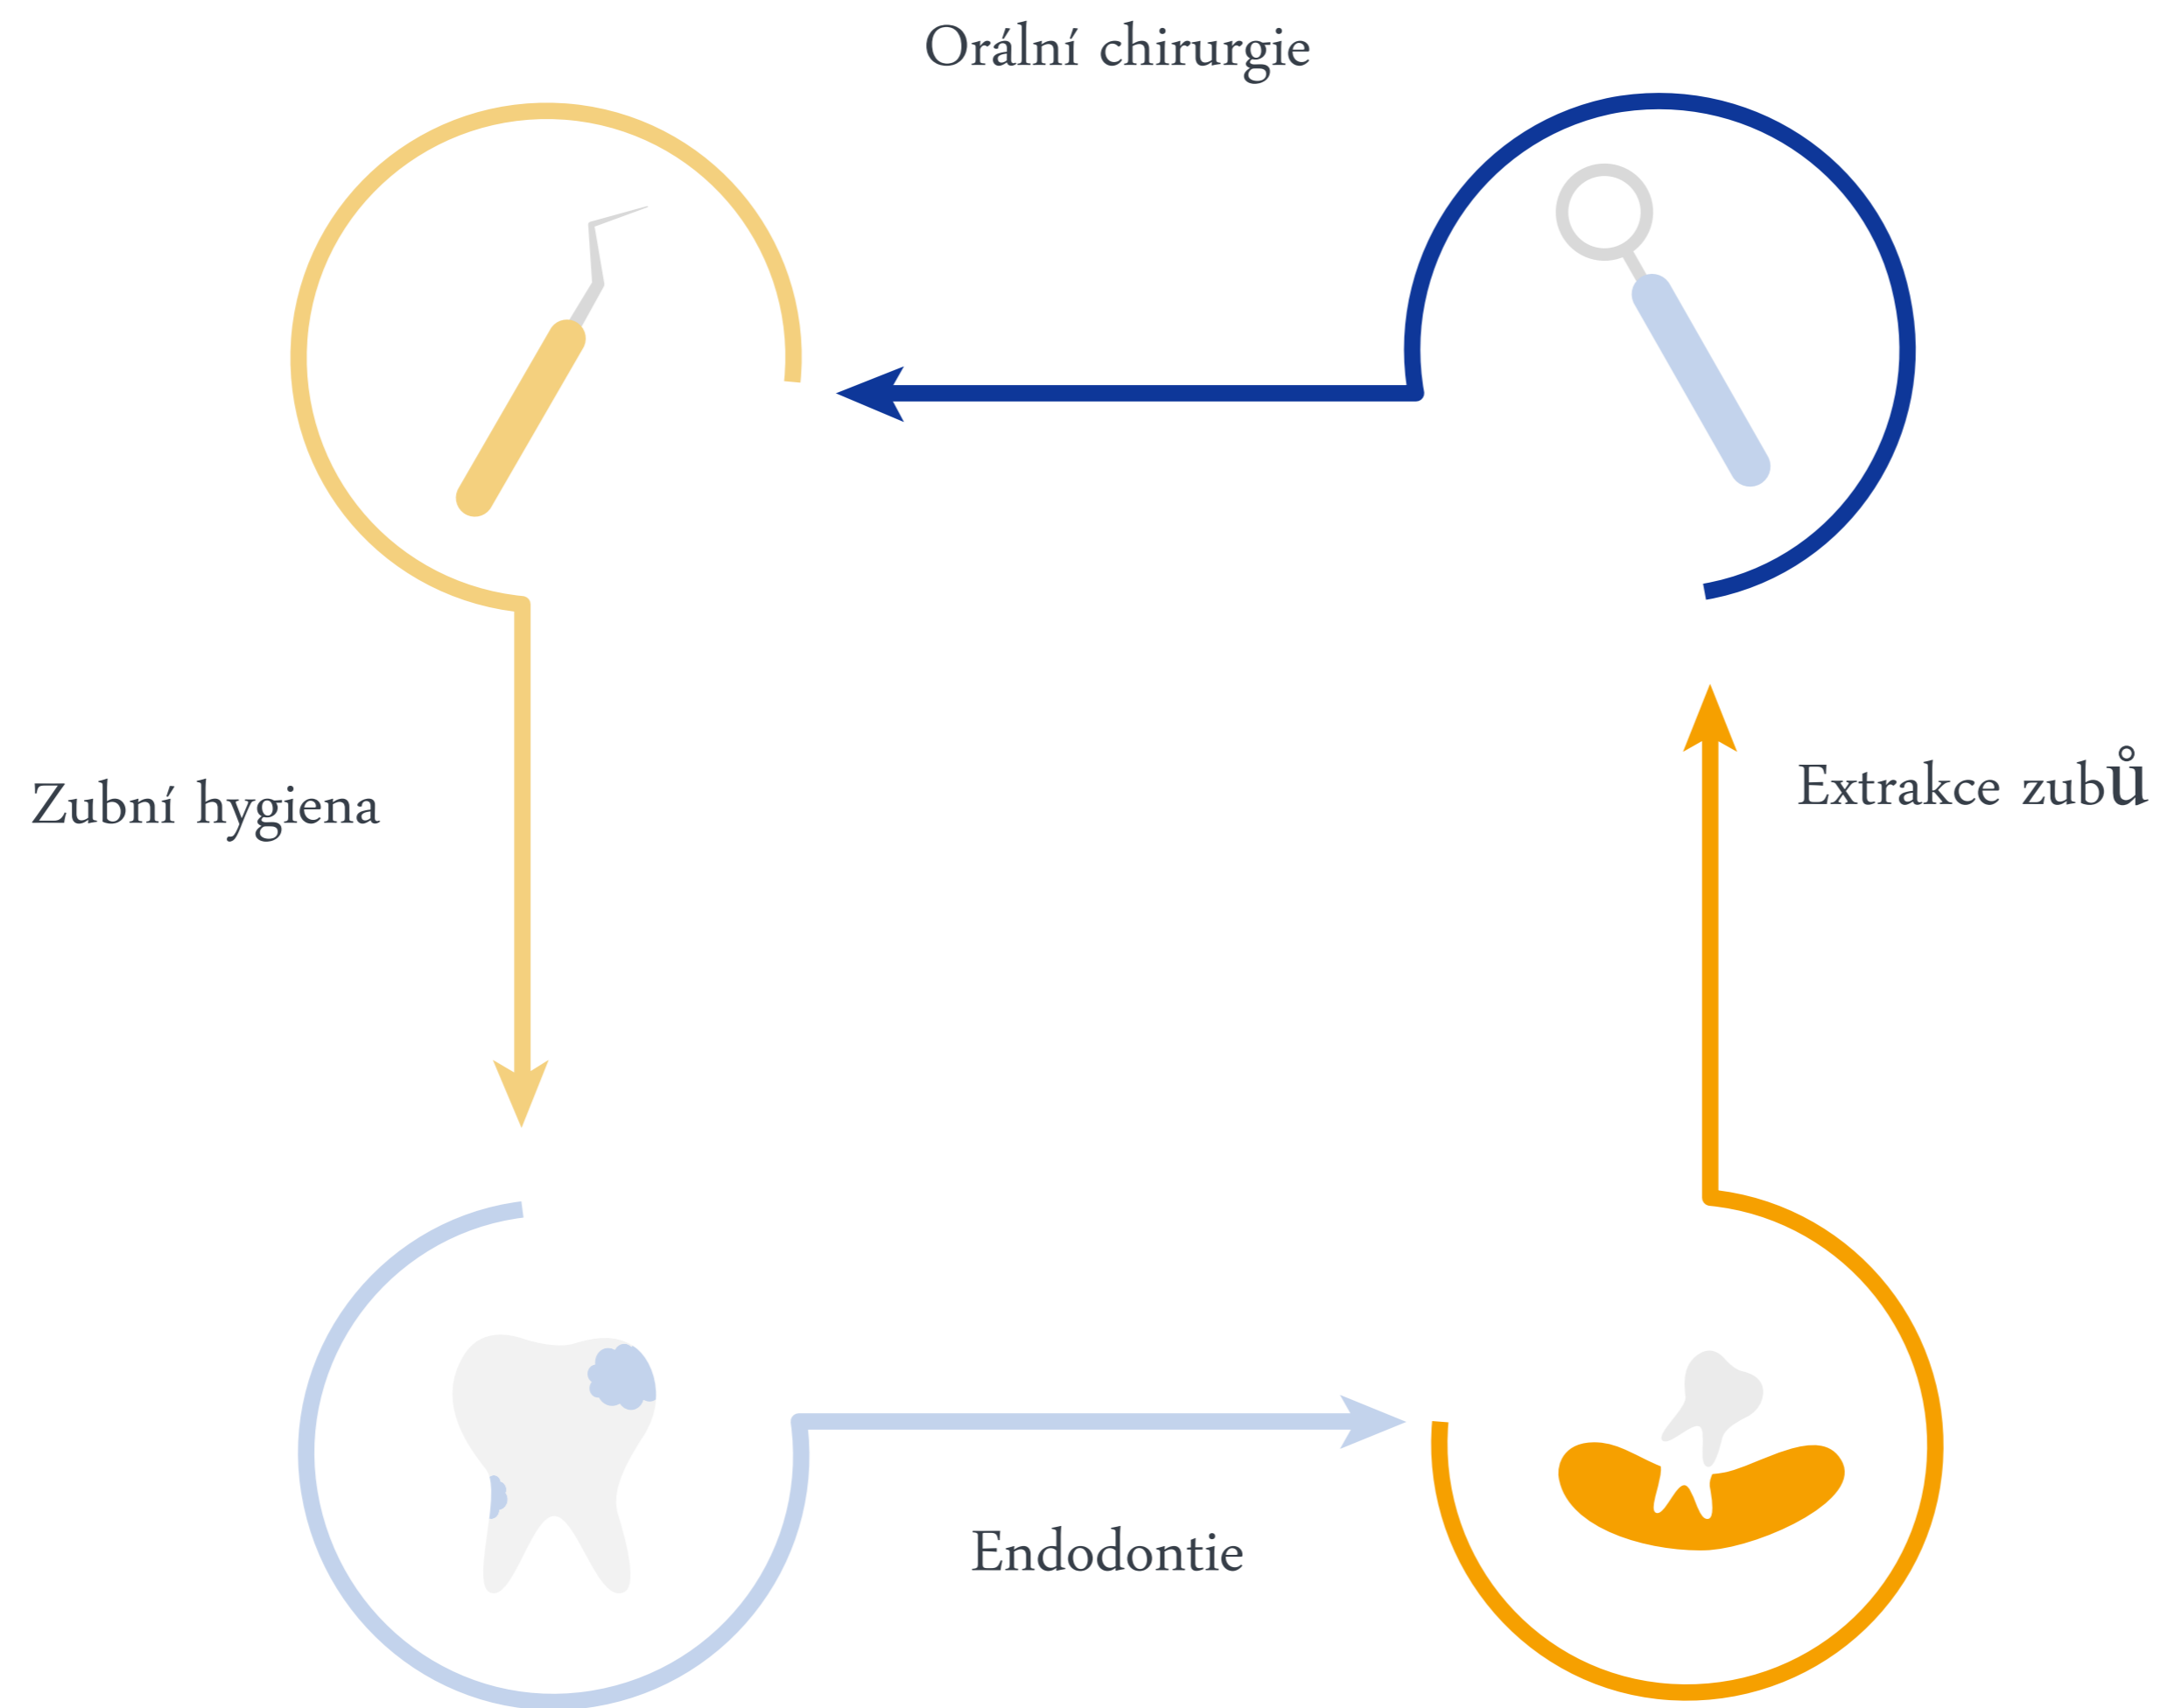 Orální chirurgie
Zubní hygiena
Extrakce zubů
Endodontie